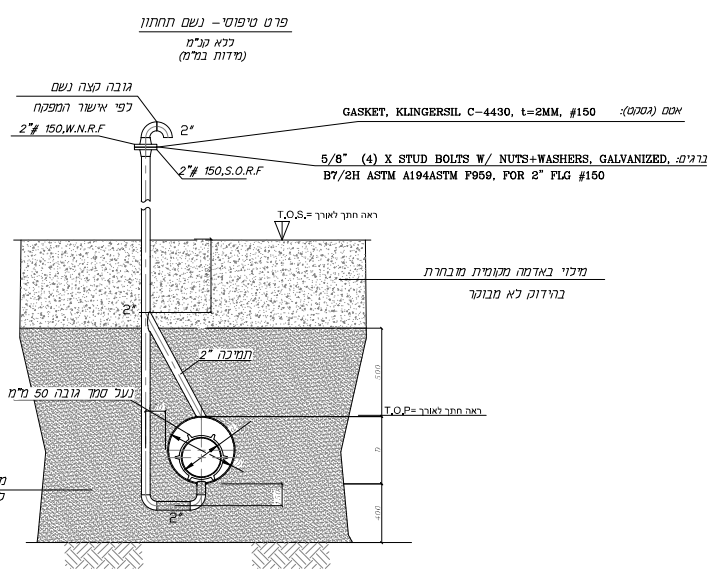 פרט טיפוסי- נשם תחתון
ללא קנ"מ
(מידות במ"מ)
גובה קצה נשם
לפי אישור המפקח
2"# 150,W.N.R.F
2"
GASKET, KLINGERSIL C-4430, t=2MM, #150 אטם (גסקט):
2"# 150,S.O.R.F
5/8" (4) X STUD BOLTS W/ NUTS+WASHERS, GALVANIZED, ברגים:
B7/2H ASTM A194ASTM F959, FOR 2" FLG #150
T.O.S.= ראה חתך לאורך
מילוי באדמה מקומית מובחרת
בהידוק לא מבוקר
2"
תמיכה "2
500
נעל סמך גובה 50 מ"מ
T.O.P= ראה חתך לאורך
D
2"
400